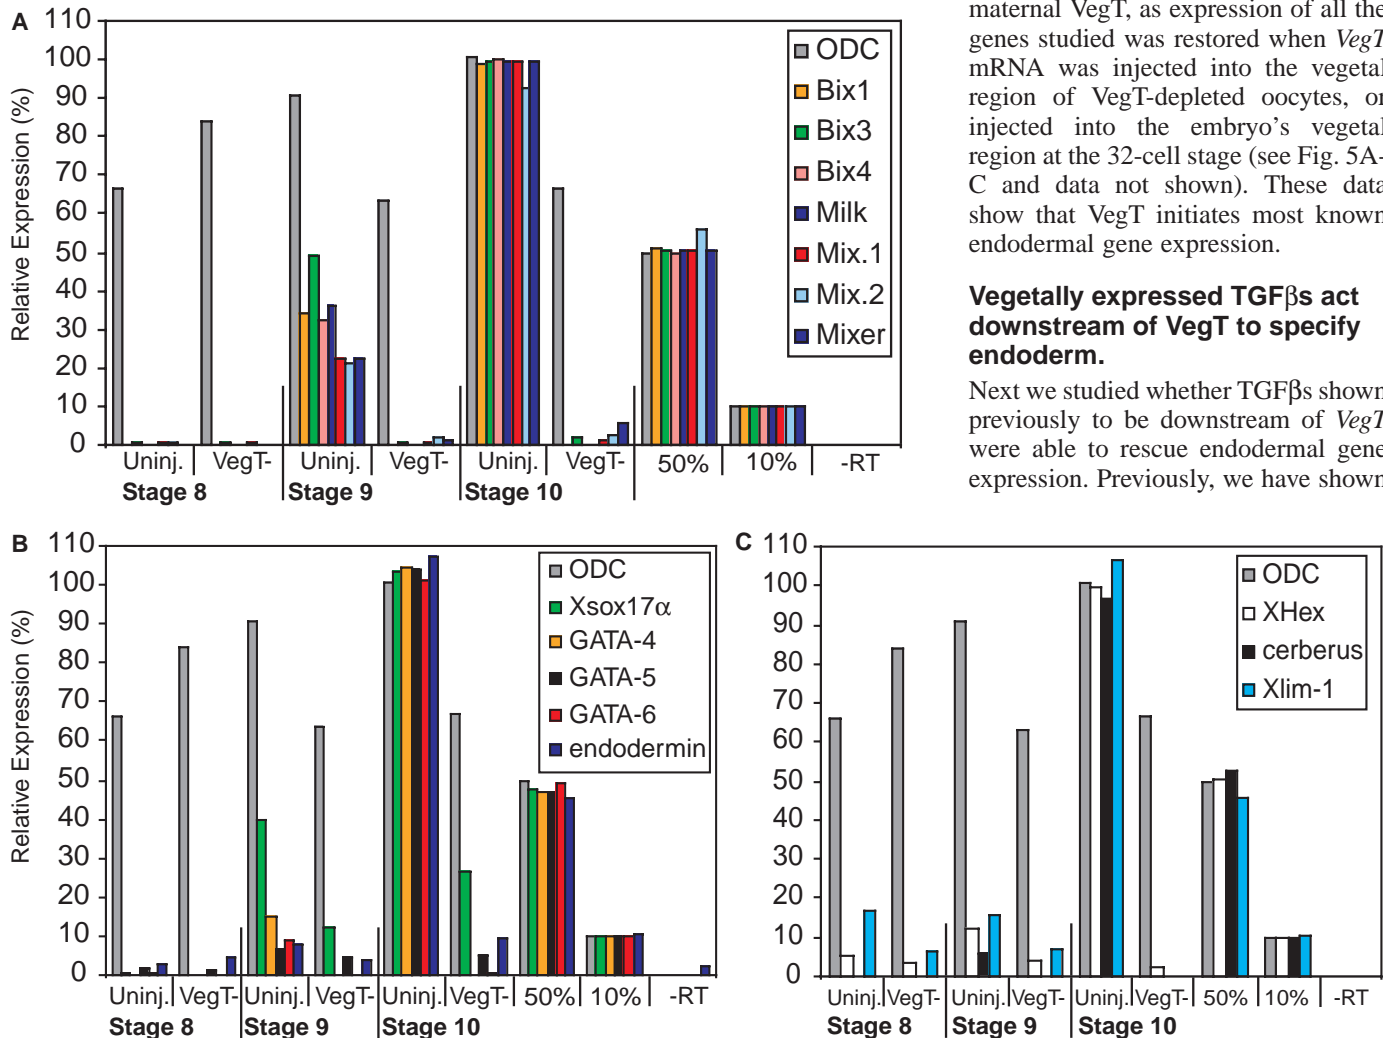 A
110
100
90
80
70
60
50
40
30
20
10
0
Relative Expression (%)
ODC
Bix1
Bix3
Bix4
Milk
Mix.1
Mix.2
Mixer
Uninj. VegT- Uninj. VegT- Uninj. VegT- 50% 10% -RT
Stage 8 Stage 9 Stage 10
maternal VegT, as expression of all the
genes studied was restored when VegT
mRNA was injected into the vegetal
region of VegT-depleted oocytes, or
injected into the embryo's vegetal
region at the 32-cell stage (see Fig. 5A-
C and data not shown). These data
show that VegT initiates most known
endodermal gene expression.
Vegetally expressed TGFβs act
downstream of VegT to specify
endoderm.
Next we studied whether TGFβs shown
previously to be downstream of VegT
were able to rescue endodermal gene
expression. Previously, we have shown
B
110
100
90
80
70
60
50
40
30
20
10
0
Relative Expression (%)
ODC
Xsox17α
GATA-4
GATA-5
GATA-6
endodermin
Uninj. VegT- Uninj. VegT- Uninj. VegT- 50% 10% -RT
Stage 8 Stage 9 Stage 10
C
110
100
90
80
70
60
50
40
30
20
10
0
ODC
XHex
cerberus
Xlim-1
Uninj. VegT- Uninj. VegT- Uninj. VegT- 50% 10% -RT
Stage 8 Stage 9 Stage 10